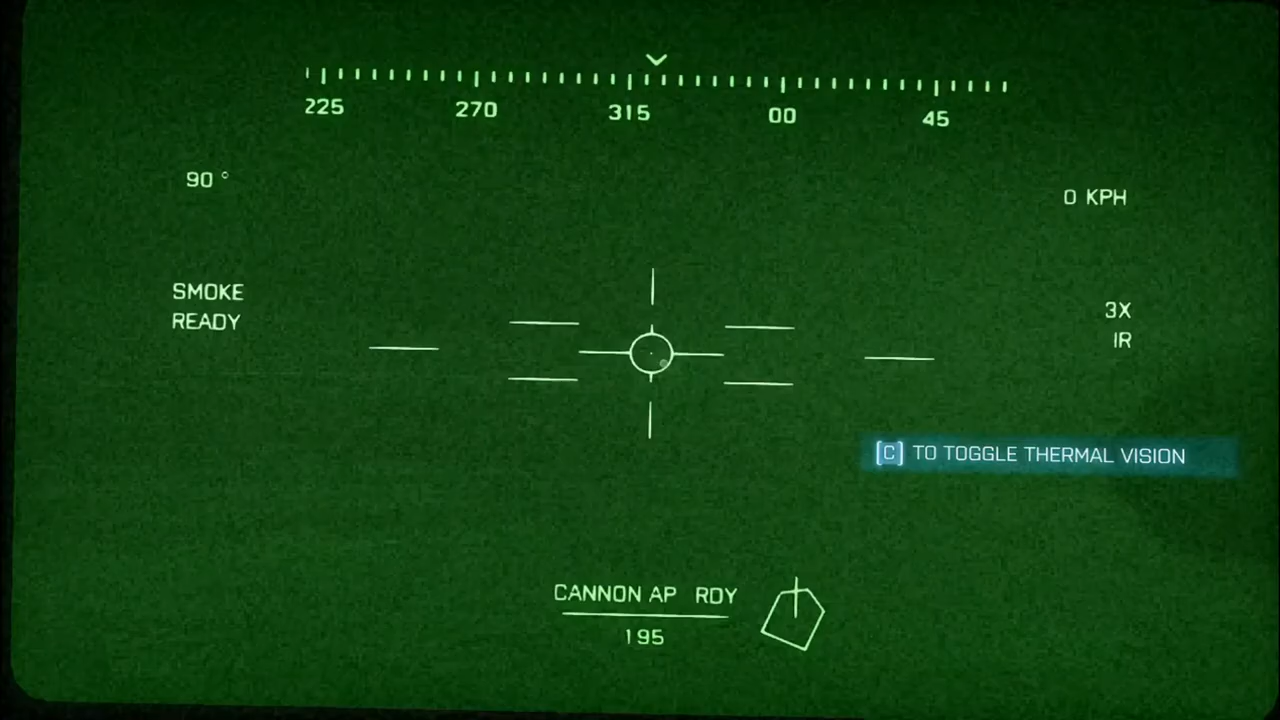 225 270 315 00 45
90 °
0 KPH
SMOKE
READY
3X
IR
[C] TO TOGGLE THERMAL VISION
CANNON AP RDY
195